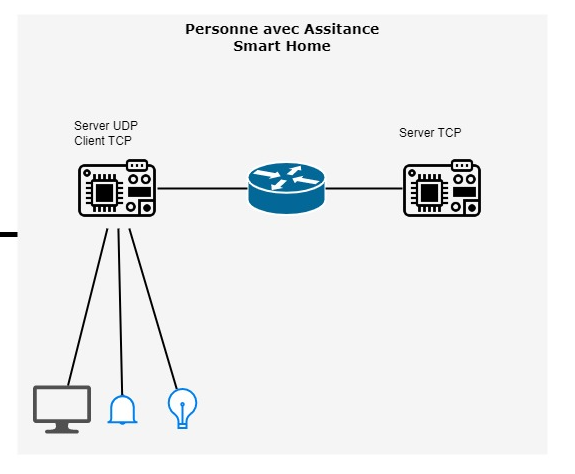 Personne avec Assitance
Smart Home
Server UDP
Client TCP
Server TCP